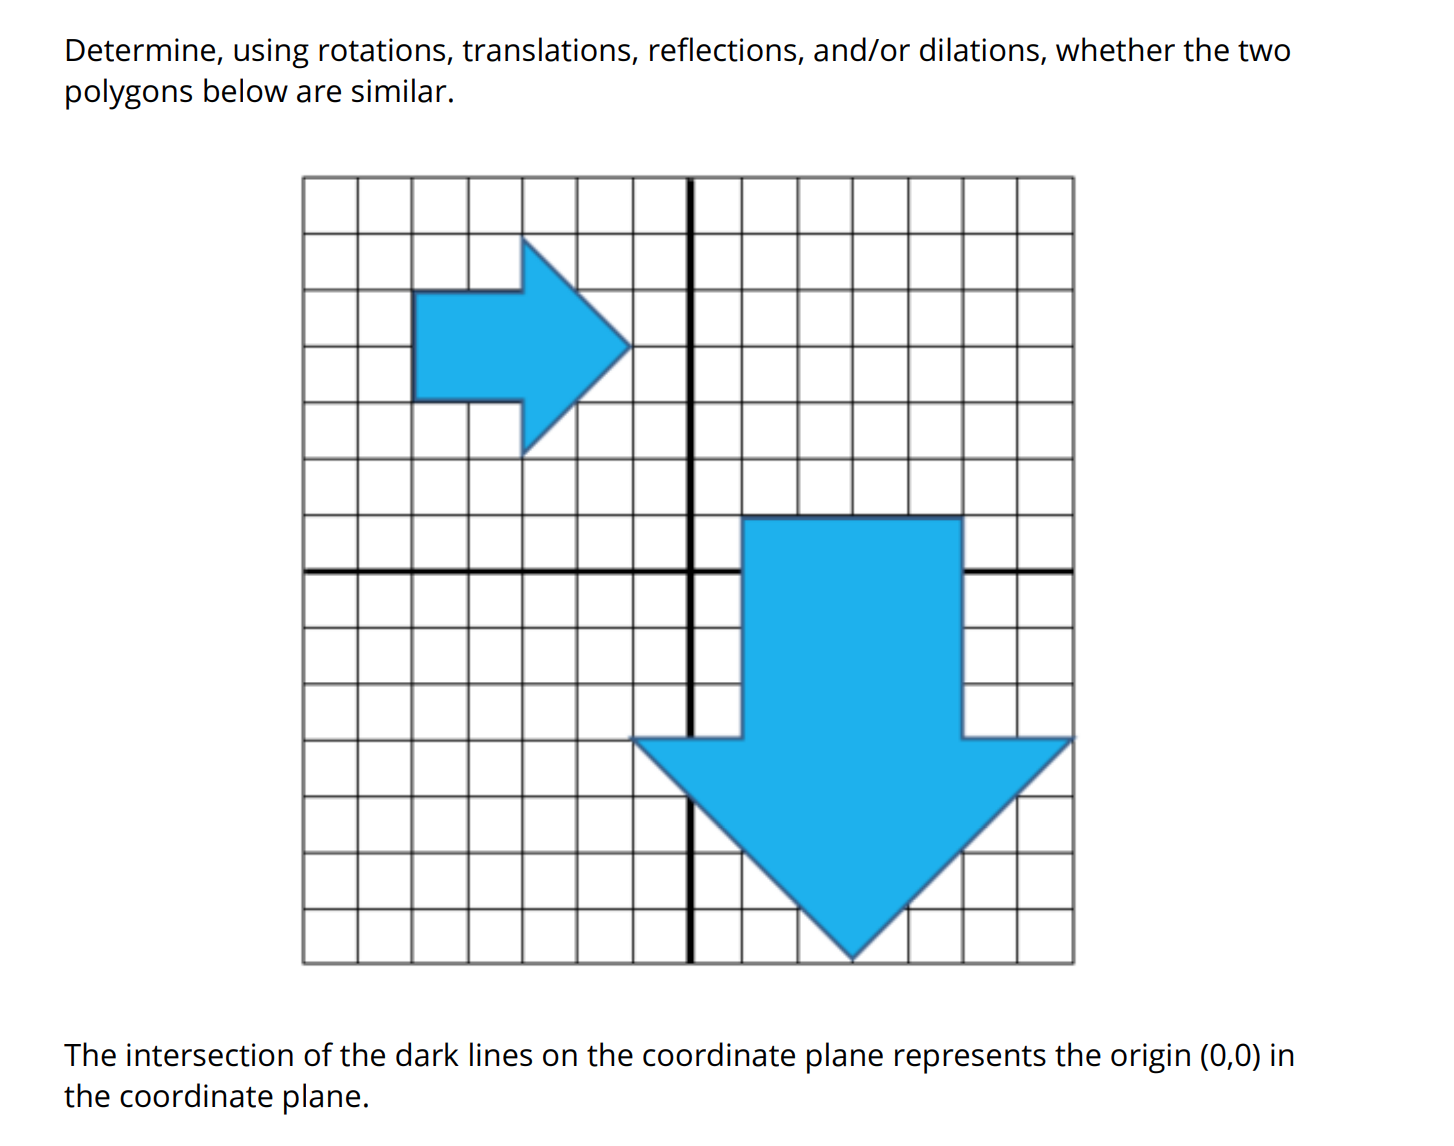 Determine, using rotations, translations, reflections, and/or dilations, whether the two
polygons below are similar.
The intersection of the dark lines on the coordinate plane represents the origin (0,0) in
the coordinate plane.